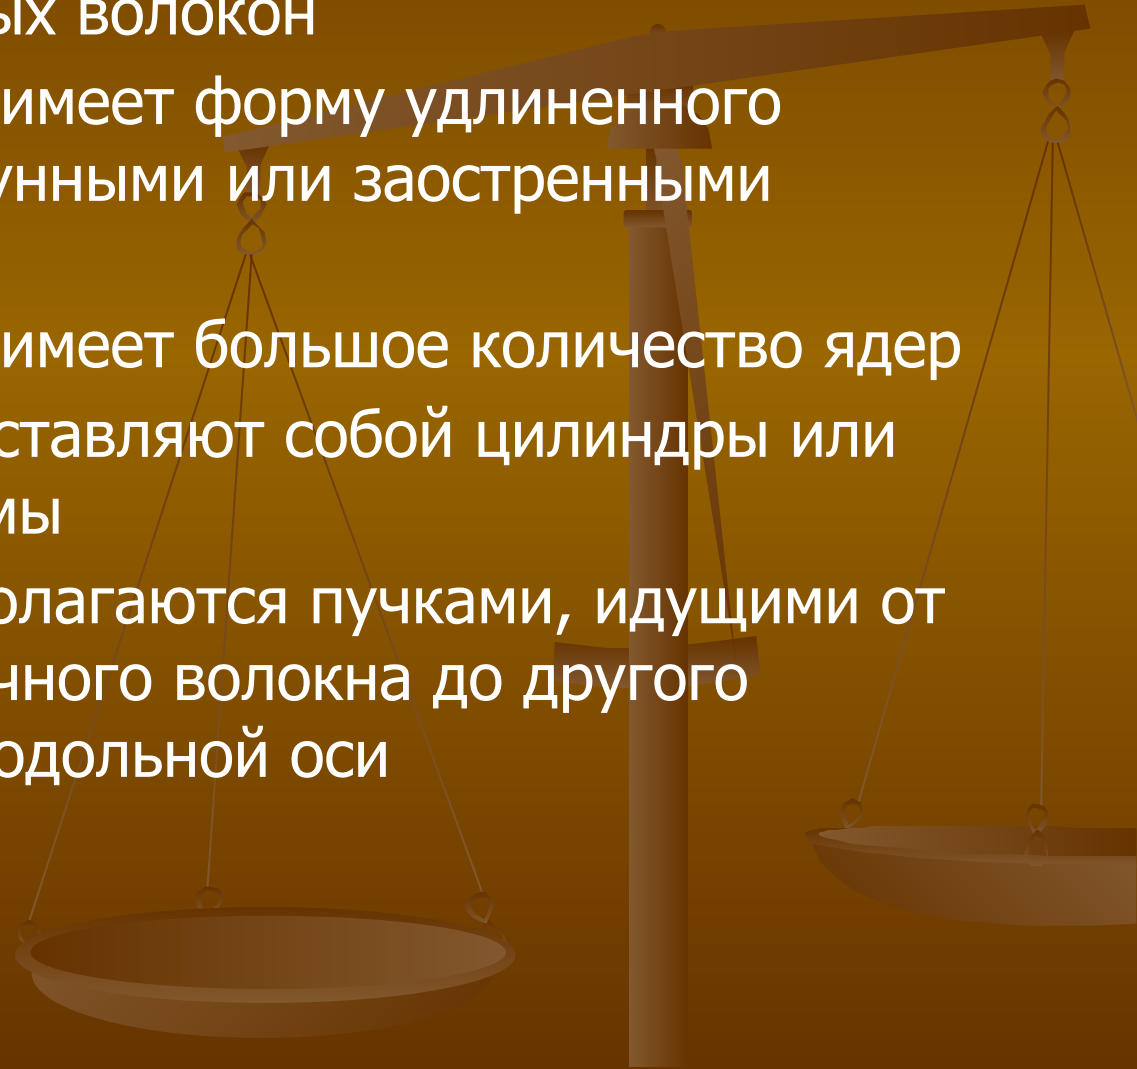 ых волокон
имеет форму удлиненного
унными или заостренными
имеет большое количество ядер
ставляют собой цилиндры или
мы
олагаются пучками, идущими от
чного волокна до другого
одольной оси